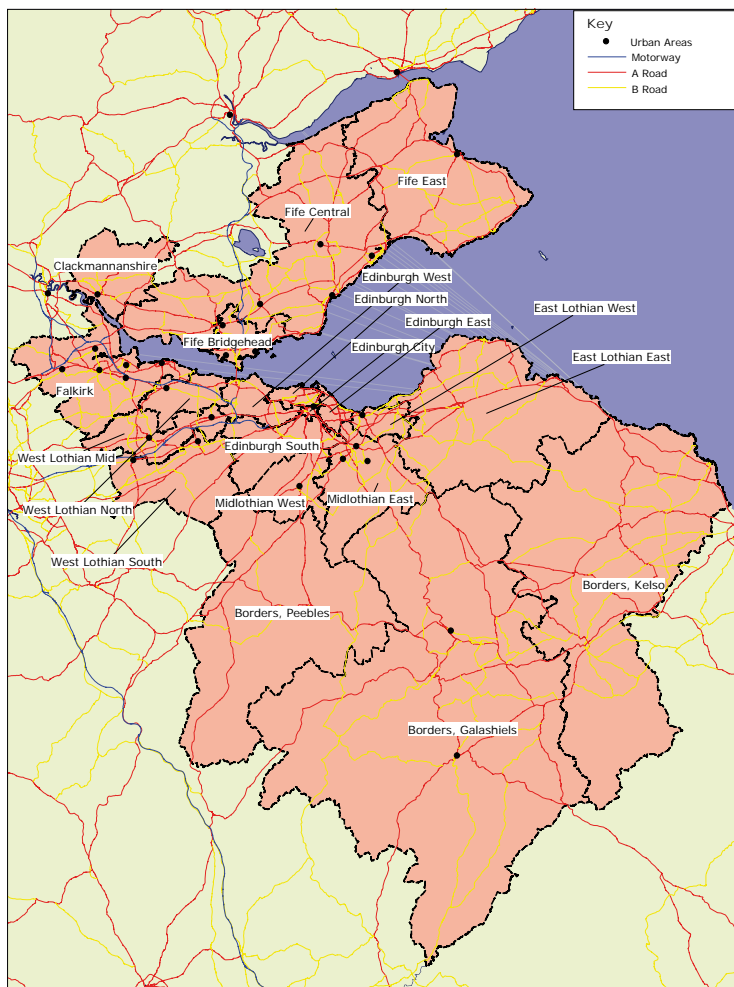 Key
Urban Areas
Motorway
A Road
B Road
Fife East
Fife Central
Clackmannanshire
Edinburgh West
Edinburgh North
East Lothian West
Edinburgh East
Fife Bridgehead
Edinburgh City
East Lothian East
Falkirk
Edinburgh South
West Lothian Mid
Midlothian West
Midlothian East
West Lothian North
West Lothian South
Borders, Kelso
Borders, Peebles
Borders, Galashiels